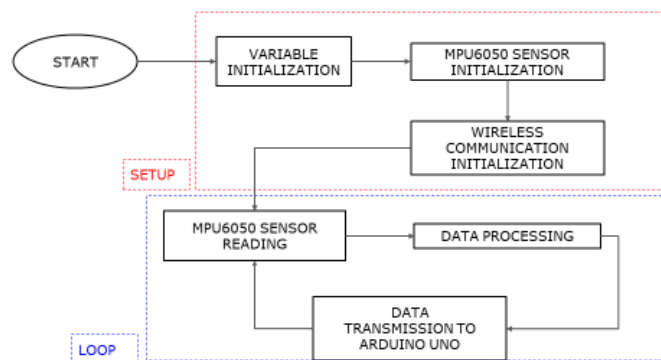 START
VARIABLE
INITIALIZATION
MPU6050 SENSOR
INITIALIZATION
WIRELESS
COMMUNICATION
INITIALIZATION
SETUP
MPU6050 SENSOR
READING
DATA PROCESSING
DATA
TRANSMISSION TO
ARDUINO UNO
LOOP